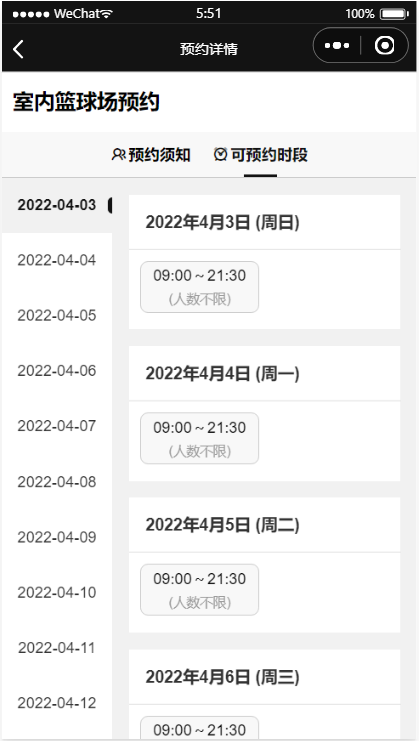 WeChat 5:51 100%
预约详情
室内篮球场预约
预约须知 可预约时段
2022-04-03
2022-04-04
2022-04-05
2022-04-06
2022-04-07
2022-04-08
2022-04-09
2022-04-10
2022-04-11
2022-04-12
2022年4月3日 (周日)
09:00 ~ 21:30
(人数不限)
2022年4月4日 (周一)
09:00 ~ 21:30
(人数不限)
2022年4月5日 (周二)
09:00 ~ 21:30
(人数不限)
2022年4月6日 (周三)
09:00 ~ 21:30